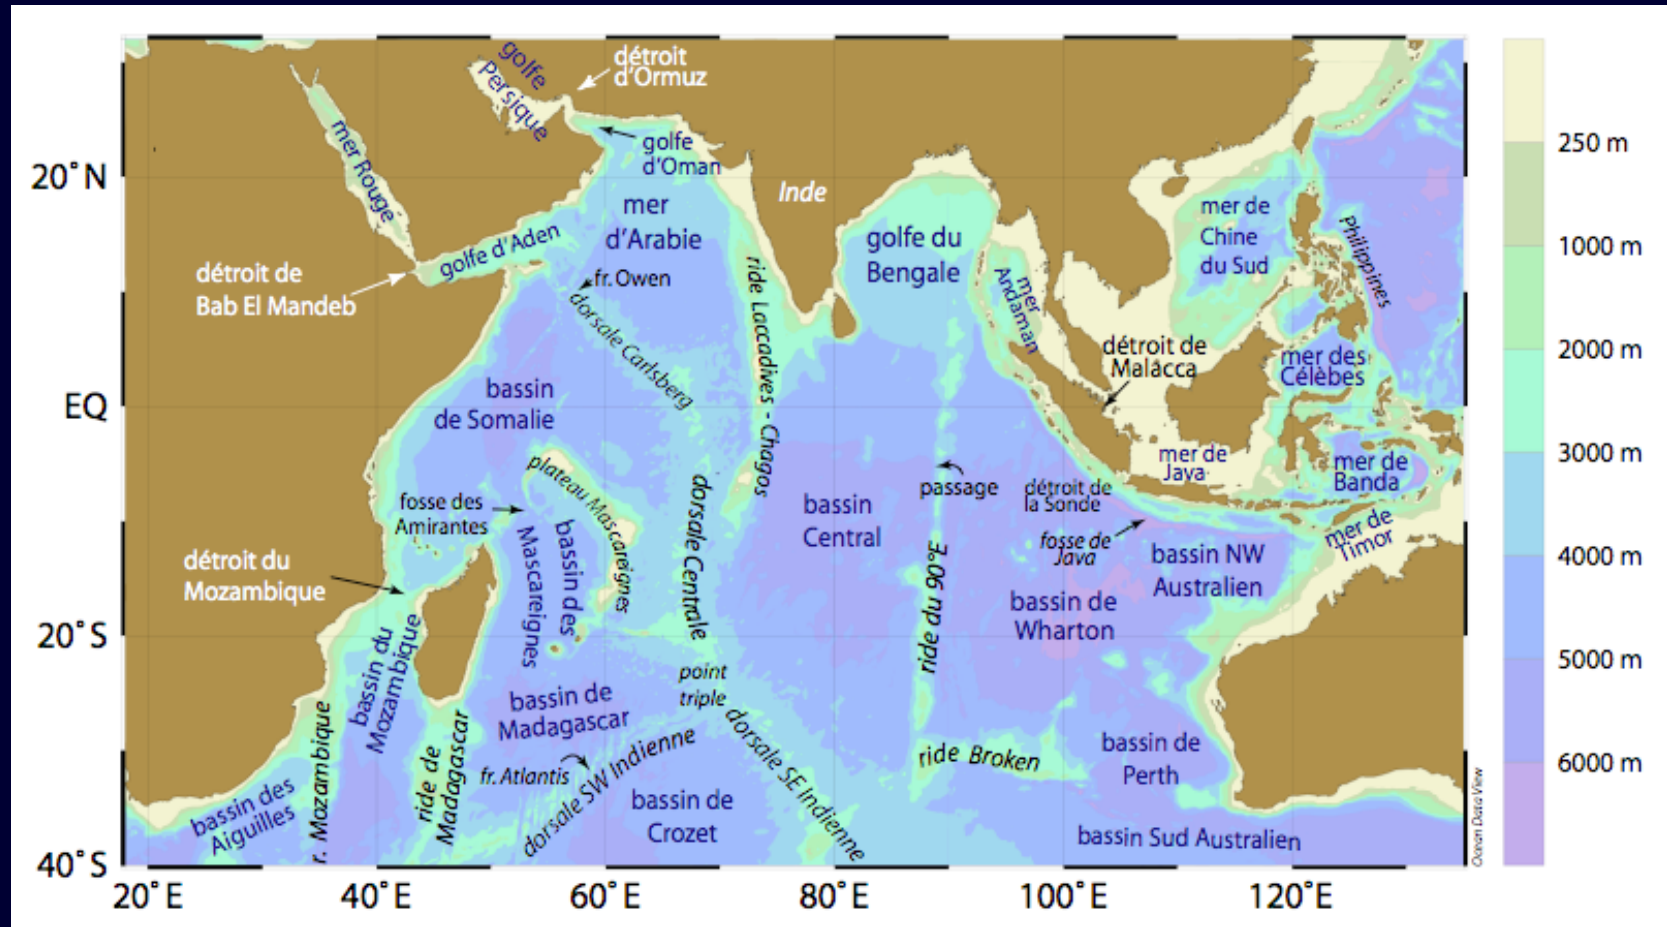 golfe
Persique
détroit
d'Ormuz
golfe
d'Oman
mer Rouge
mer
d'Arabie
Inde
golfe d'Aden
détroit de
Bab El Mandeb
fr. Owen
dorsale Carlsberg
ride Laccadives - Chagos
golfe du
Bengale
mer
Andaman
mer de
Chine
du Sud
Philippines
détroit de
Malacca
mer des
Célèbes
bassin
de Somalie
plateau Mascareignes
fosse des
Amirantes
bassin des
Mascareignes
dorsale Centrale
bassin
Central
passage
détroit de
la Sonde
mer de
Java
mer de
Banda
mer de
Timor
fosse de
Java
bassin NW
Australien
détroit du
Mozambique
bassin du
Mozambique
ride du 90°E
bassin de
Wharton
point
triple
bassin de
Madagascar
r. Mozambique
ride de
Madagascar
fr. Atlantis
dorsale SW Indienne
dorsale SE Indienne
ride Broken
bassin de
Perth
bassin des
Aiguilles
bassin de
Crozet
bassin Sud Australien
20°N
EQ
20°S
40°S
20°E
40°E
60°E
80°E
100°E
120°E
250 m
1000 m
2000 m
3000 m
4000 m
5000 m
6000 m
Ocean Data View